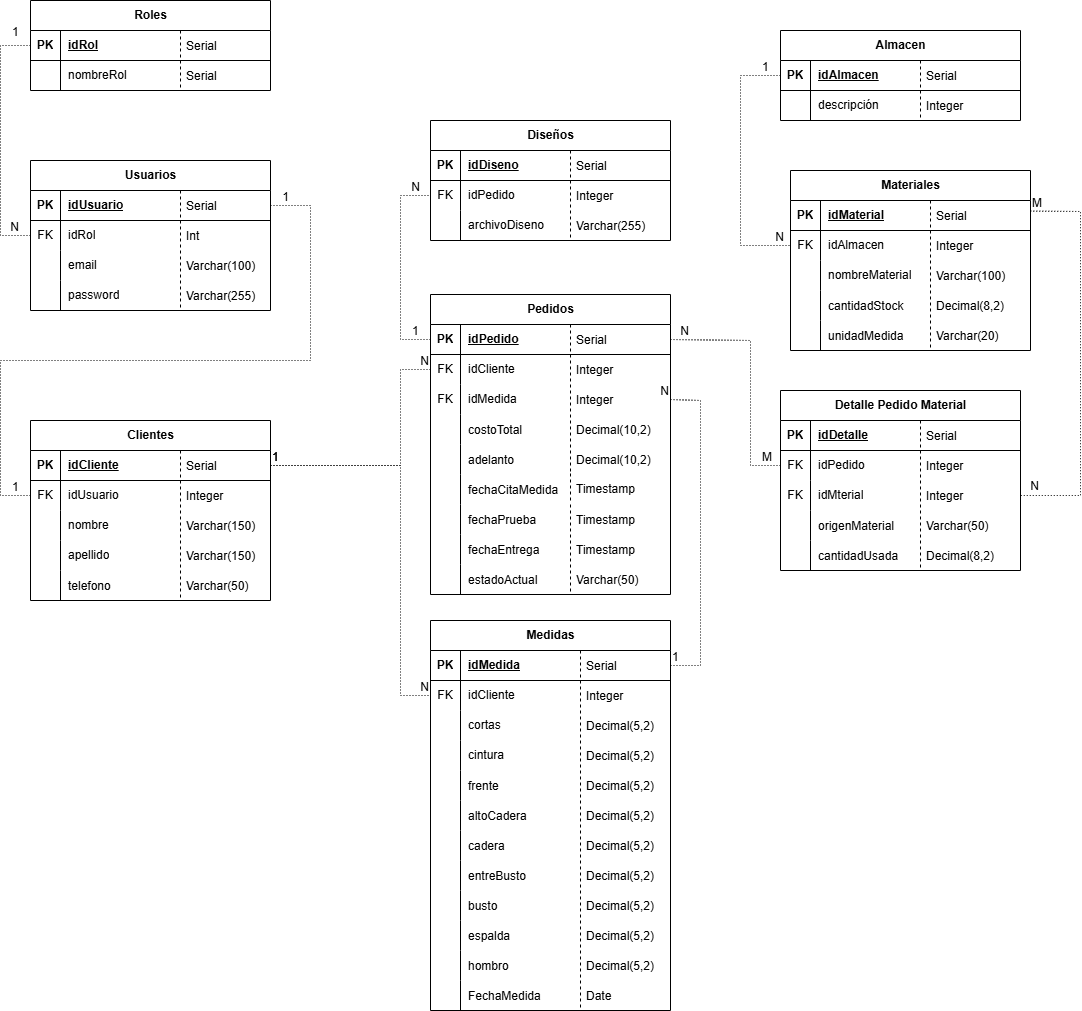 Roles
1
PK idRol Serial
nombreRol Serial
Usuarios
PK idUsuario Serial
1
N
FK idRol Int
email Varchar(100)
password Varchar(255)
Clientes
PK idCliente Serial
1
1
FK idUsuario Integer
nombre Varchar(150)
apellido Varchar(150)
telefono Varchar(50)
Diseños
PK idDiseno Serial
N
FK idPedido Integer
archivoDiseno Varchar(255)
Pedidos
1
PK idPedido Serial
N
N
FK idCliente Integer
FK idMedida Integer
N
costoTotal Decimal(10,2)
adelanto Decimal(10,2)
fechaCitaMedida Timestamp
fechaPrueba Timestamp
fechaEntrega Timestamp
estadoActual Varchar(50)
Medidas
PK idMedida Serial
1
N
FK idCliente Integer
cortas Decimal(5,2)
cintura Decimal(5,2)
frente Decimal(5,2)
altoCadera Decimal(5,2)
cadera Decimal(5,2)
entreBusto Decimal(5,2)
busto Decimal(5,2)
espalda Decimal(5,2)
hombro Decimal(5,2)
FechaMedida Date
Almacen
1
PK idAlmacen Serial
descripción Integer
Materiales
PK idMaterial Serial
M
N
FK idAlmacen Integer
nombreMaterial Varchar(100)
cantidadStock Decimal(8,2)
unidadMedida Varchar(20)
Detalle Pedido Material
PK idDetalle Serial
M
FK idPedido Integer
FK idMterial Integer
N
origenMaterial Varchar(50)
cantidadUsada Decimal(8,2)